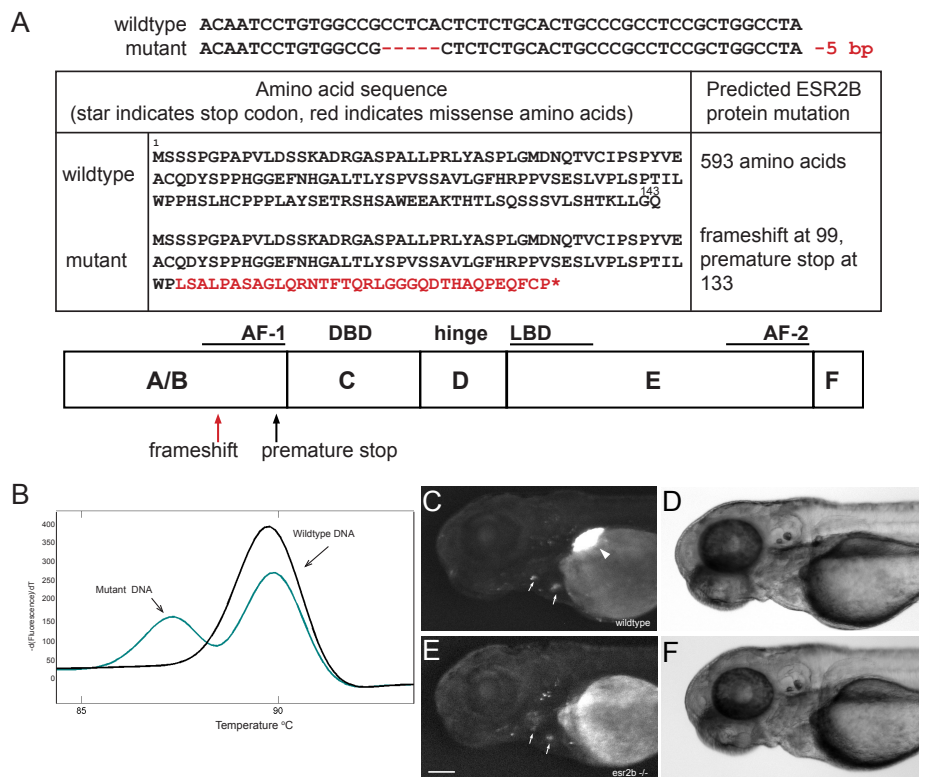 A
wildtype ACAATCCTGTGGCCGCCTCACTCTCTGCACTGCCCGCCTCCGCTGGCCTA
mutant ACAATCCTGTGGCCG-----CTCTCTGCACTGCCCGCCTCCGCTGGCCTA -5 bp
Amino acid sequence
(star indicates stop codon, red indicates missense amino acids)
Predicted ESR2B
protein mutation
wildtype
1
MSSSPGPAPVLDSSKADRGASPALLPRLYASPLGMDNQTVCIPSPYVE
ACQDYSPPHGGEFNHGALTLYSPVSSAVLGFHRPPVSESLVPLSPTIL
143
WPPHSLHCPPPLAYSETRSHSAWEEAKTHTLSQSSSVLSHTKLLGQ
593 amino acids
mutant
MSSSPGPAPVLDSSKADRGASPALLPRLYASPLGMDNQTVCIPSPYVE
ACQDYSPPHGGEFNHGALTLYSPVSSAVLGFHRPPVSESLVPLSPTIL
WPLSALPASAGLQRNTFTQRLGGGQDTHAQPEQFCP*
frameshift at 99,
premature stop at
133
AF-1 DBD hinge LBD AF-2
A/B C D E F
frameshift premature stop
B
-d(Fluorescence)/dT
400
350
300
250
200
150
100
50
0
Wildtype DNA
Mutant DNA
85 90
Temperature ºC
C
wildtype
D
E
esr2b -/-
F